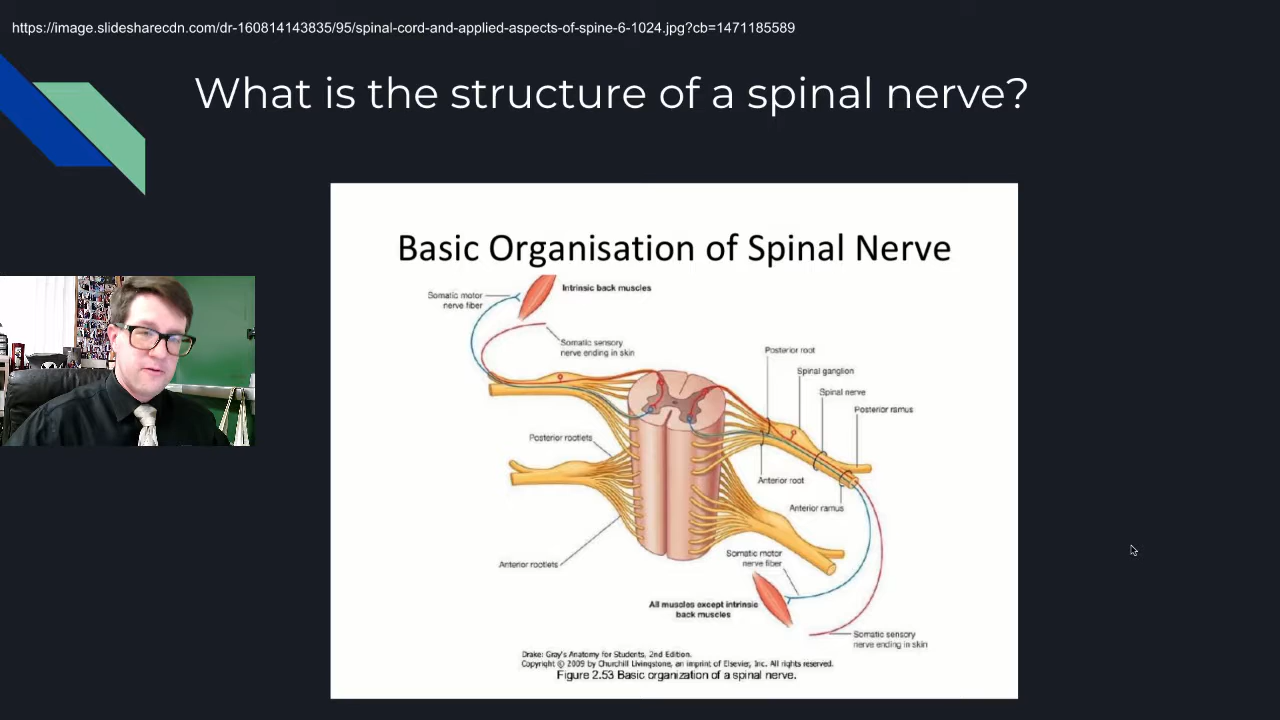 https://image.slidesharecdn.com/dr-160814143835/95/spinal-cord-and-applied-aspects-of-spine-6-1024.jpg?cb=1471185589
What is the structure of a spinal nerve?
Basic Organisation of Spinal Nerve
Somatic motor
nerve fiber
Intrinsic back muscles
Somatic sensory
nerve ending in skin
Posterior root
Spinal ganglion
Spinal nerve
Posterior ramus
Posterior rootlets
Anterior root
Anterior ramus
Anterior rootlets
Somatic motor
nerve fiber
All muscles except intrinsic
back muscles
Somatic sensory
nerve ending in skin
Drake: Gray's Anatomy for Students, 2nd Edition.
Copyright © 2009 by Churchill Livingstone, an imprint of Elsevier, Inc. All rights reserved.
Figure 2.53 Basic organization of a spinal nerve.